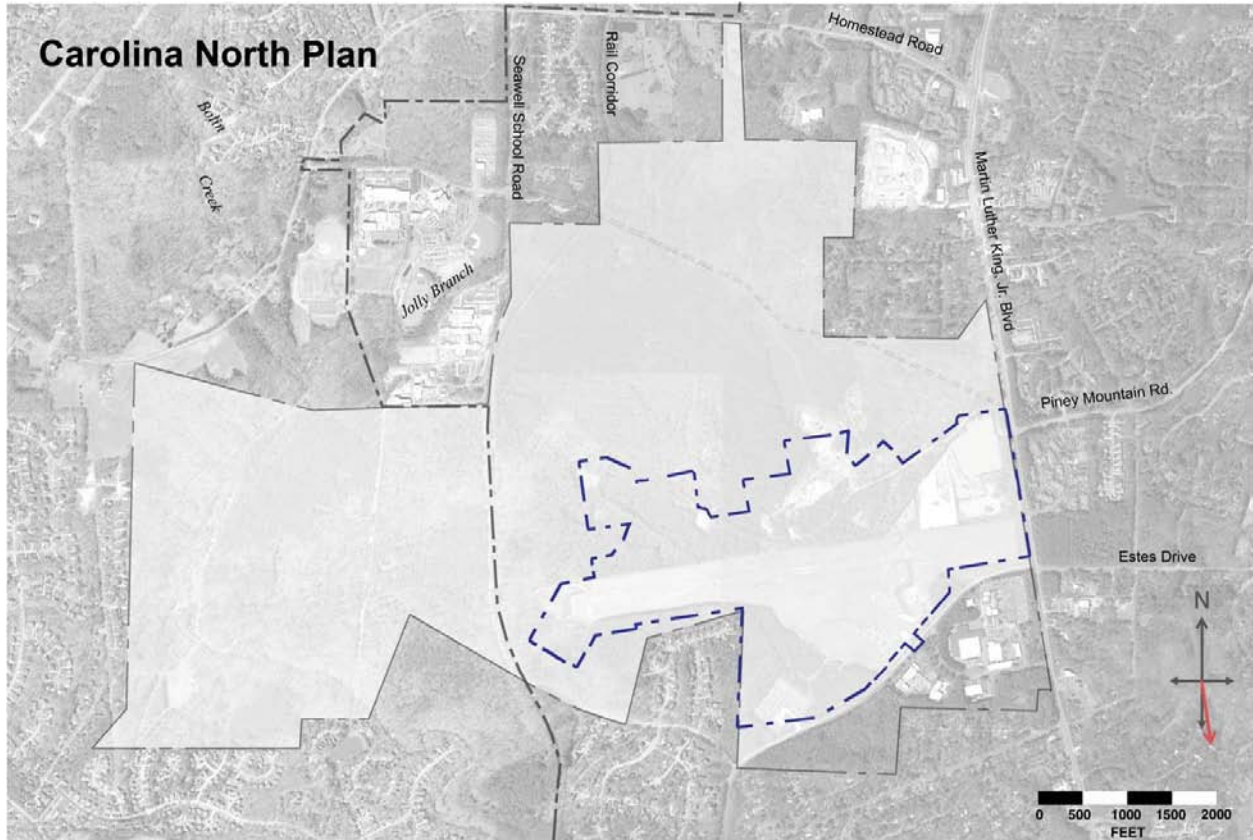 Carolina North Plan
Homestead Road
Rail Corridor
Seawell School Road
Bolin
Creek
Martin Luther King, Jr. Blvd
Jolly Branch
Piney Mountain Rd.
Estes Drive
N
0 500 1000 1500 2000
FEET